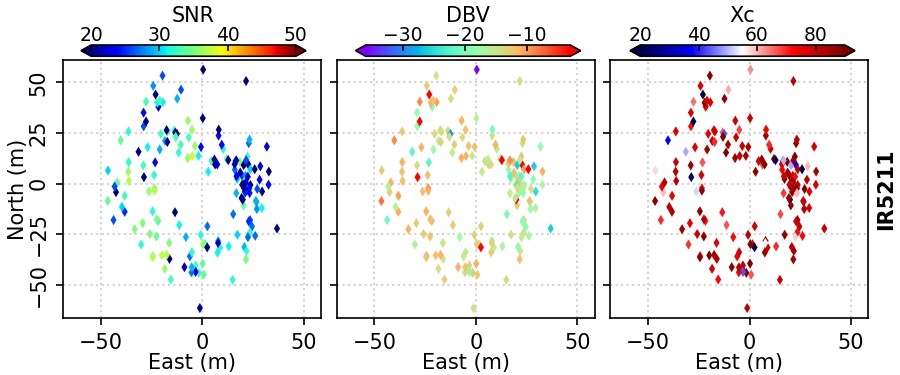 SNR DBV Xc
20 30 40 50 −30 −20 −10 20 40 60 80
50
25
0
−25
−50
North (m)
−50 0 50 −50 0 50 −50 0 50
East (m) East (m) East (m)
IR5211